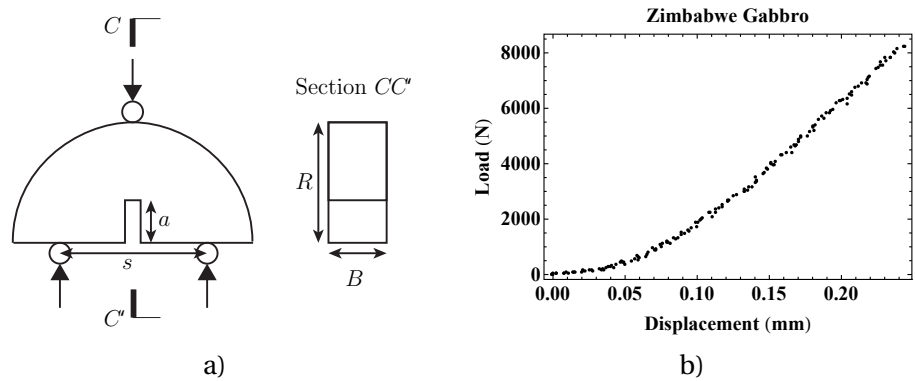 C
Section CC'
R
a
s
B
C'
a)
Zimbabwe Gabbro
Load (N)
8000
6000
4000
2000
0
0.00 0.05 0.10 0.15 0.20
Displacement (mm)
b)